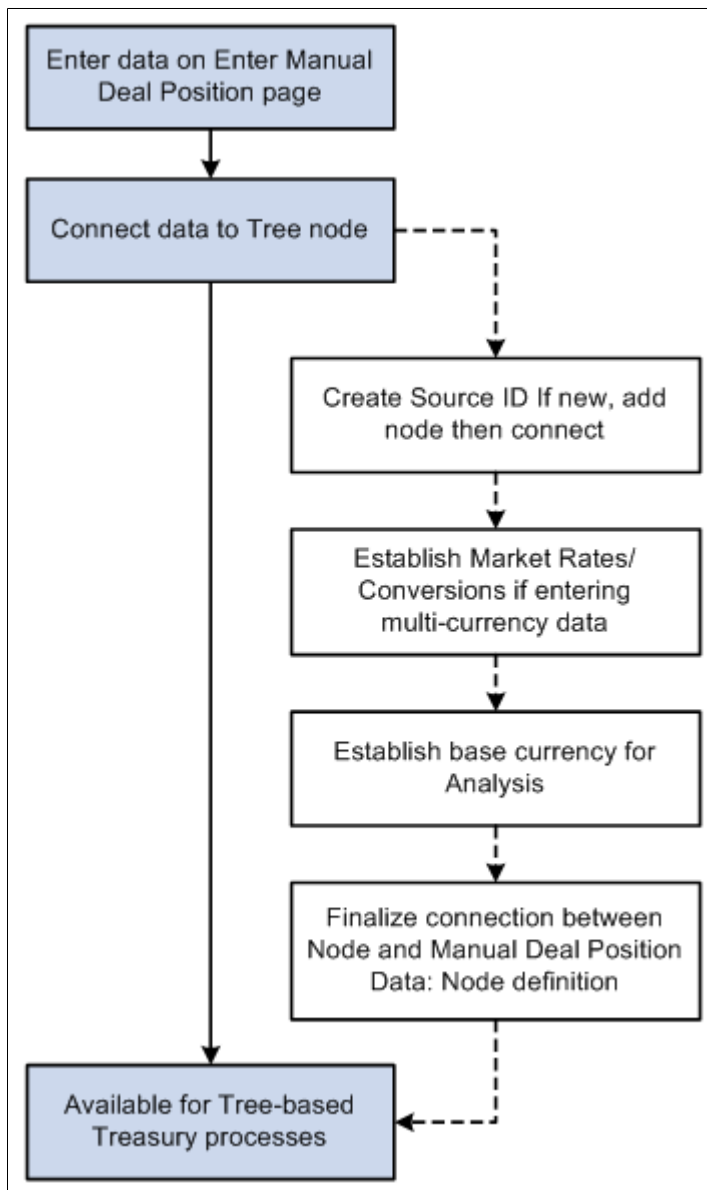 Enter data on Enter Manual
Deal Position page
Connect data to Tree node
Create Source ID If new, add
node then connect
Establish Market Rates/
Conversions if entering
multi-currency data
Establish base currency for
Analysis
Finalize connection between
Node and Manual Deal Position
Data: Node definition
Available for Tree-based
Treasury processes